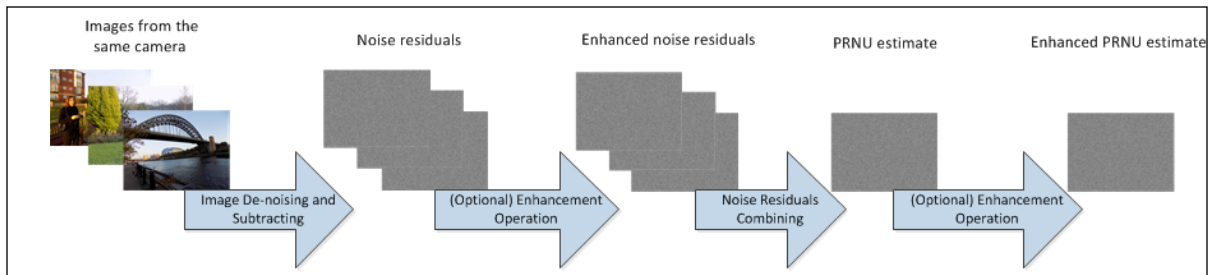 Images from the
same camera
Noise residuals
Enhanced noise residuals
PRNU estimate
Enhanced PRNU estimate
Image De-noising and
Subtracting
(Optional) Enhancement
Operation
Noise Residuals
Combining
(Optional) Enhancement
Operation